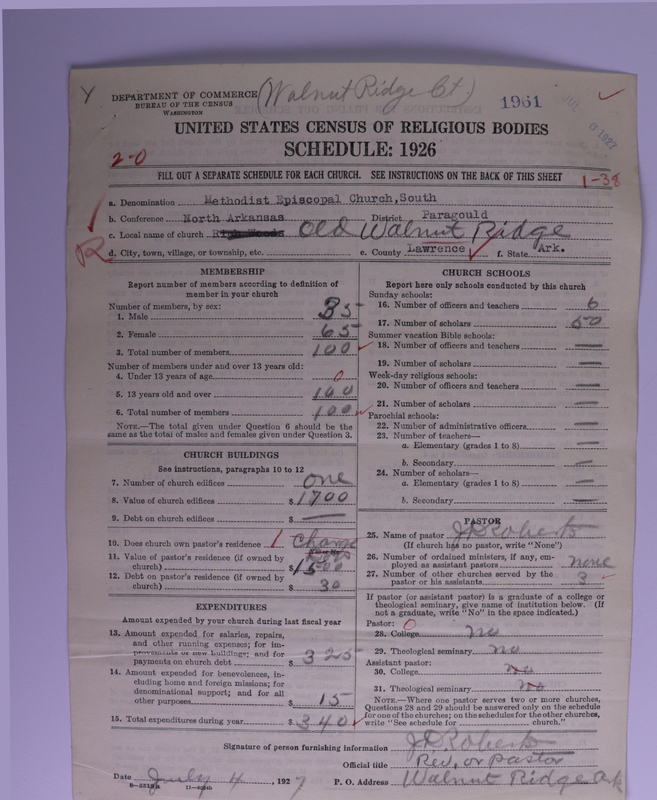 (Walnut Ridge Ct)
DEPARTMENT OF COMMERCE
BUREAU OF THE CENSUS
WASHINGTON
1961
1927
UNITED STATES CENSUS OF RELIGIOUS BODIES
SCHEDULE: 1926
2-0
FILL OUT A SEPARATE SCHEDULE FOR EACH CHURCH. SEE INSTRUCTIONS ON THE BACK OF THIS SHEET
1-38
a. Denomination Methodist Episcopal Church, South
b. Conference North Arkansas District Paragould
c. Local name of church Old Walnut Ridge
R
d. City, town, village, or township, etc. e. County Lawrence f. State Ark.
MEMBERSHIP
Report number of members according to definition of
member in your church
Number of members, by sex:
1. Male 35
2. Female 65
3. Total number of members 100
Number of members under and over 13 years old:
4. Under 13 years of age 0
5. 13 years old and over 100
6. Total number of members 100
NOTE.—The total given under Question 6 should be the
same as the total of males and females given under Question 3.
CHURCH BUILDINGS
See instructions, paragraphs 10 to 12
7. Number of church edifices one
8. Value of church edifices $ 1700
9. Debt on church edifices $ —
10. Does church own pastor's residence
11. Value of pastor's residence (if owned by
church) $ 1500
12. Debt on pastor's residence (if owned by
church) $ 30
EXPENDITURES
Amount expended by your church during last fiscal year
13. Amount expended for salaries, repairs,
and other running expenses; for im-
provements or new buildings; and for
payments on church debt $ 325
14. Amount expended for benevolences, in-
cluding home and foreign missions; for
denominational support; and for all
other purposes $ 15
15. Total expenditures during year $ 340
CHURCH SCHOOLS
Report here only schools conducted by this church
Sunday schools:
16. Number of officers and teachers 6
17. Number of scholars 50
Summer vacation Bible schools:
18. Number of officers and teachers —
19. Number of scholars —
Week-day religious schools:
20. Number of officers and teachers —
21. Number of scholars —
Parochial schools:
22. Number of administrative officers —
23. Number of teachers—
a. Elementary (grades 1 to 8) —
b. Secondary —
24. Number of scholars—
a. Elementary (grades 1 to 8) —
b. Secondary —
PASTOR
25. Name of pastor J D Roberts
(If church has no pastor, write "None")
26. Number of ordained ministers, if any, em-
ployed as assistant pastors none
27. Number of other churches served by the
pastor or his assistants 3
If pastor (or assistant pastor) is a graduate of a college or
theological seminary, give name of institution below. (If
not a graduate, write "No" in the space indicated.)
Pastor: 0
28. College no
29. Theological seminary no
Assistant pastor:
30. College no
31. Theological seminary no
NOTE.—Where one pastor serves two or more churches,
Questions 28 and 29 should be answered only on the schedule
for one of the churches; on the schedules for the other churches,
write "See schedule for church."
Signature of person furnishing information J D Roberts
Official title Rev, or Pastor
Date July 4, 1927 P. O. Address Walnut Ridge Ark